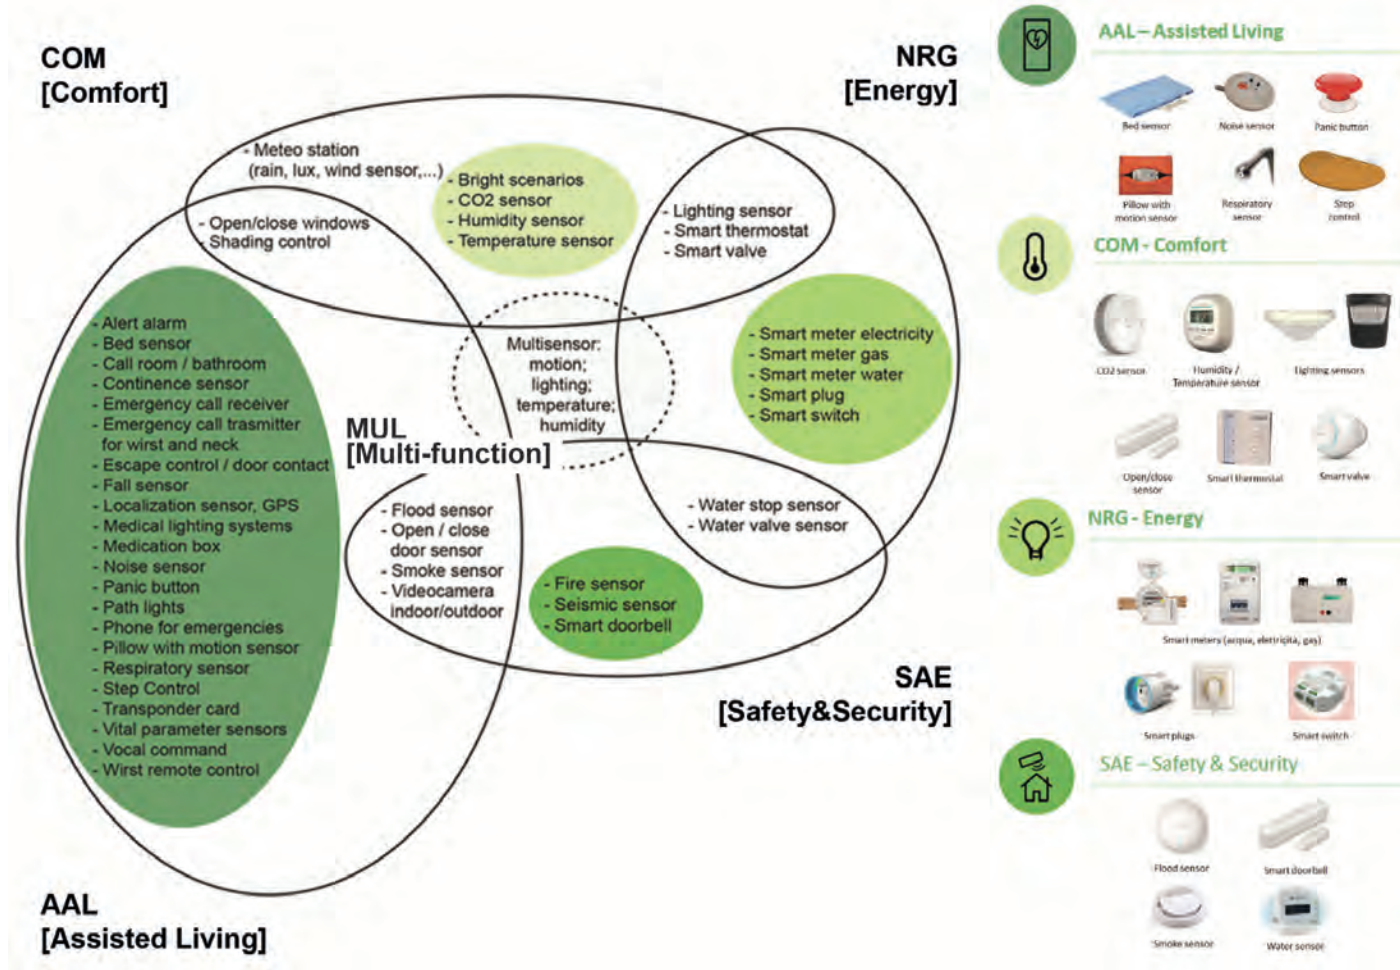 COM
[Comfort]
NRG
[Energy]
- Meteo station
(rain, lux, wind sensor,...)
- Bright scenarios
- CO2 sensor
- Humidity sensor
- Temperature sensor
- Open/close windows
- Shading control
- Lighting sensor
- Smart thermostat
- Smart valve
- Alert alarm
- Bed sensor
- Call room / bathroom
- Continence sensor
- Emergency call receiver
- Emergency call trasmitter
for wirst and neck
- Escape control / door contact
- Fall sensor
- Localization sensor, GPS
- Medical lighting systems
- Medication box
- Noise sensor
- Panic button
- Path lights
- Phone for emergencies
- Pillow with motion sensor
- Respiratory sensor
- Step Control
- Transponder card
- Vital parameter sensors
- Vocal command
- Wirst remote control
Multisensor:
motion;
lighting;
temperature;
humidity
MUL
[Multi-function]
- Smart meter electricity
- Smart meter gas
- Smart meter water
- Smart plug
- Smart switch
- Flood sensor
- Open / close
door sensor
- Smoke sensor
- Videocamera
indoor/outdoor
- Water stop sensor
- Water valve sensor
- Fire sensor
- Seismic sensor
- Smart doorbell
SAE
[Safety&Security]
AAL
[Assisted Living]
AAL – Assisted Living
Bed sensor
Noise sensor
Panic button
Pillow with
motion sensor
Respiratory
sensor
Step
control
COM - Comfort
CO2 sensor
Humidity /
Temperature sensor
Lighting sensors
Open/close
sensor
Smart thermostat
Smart valve
NRG - Energy
Smart meters (acqua, elettricità, gas)
Smart plugs
Smart switch
SAE – Safety & Security
Flood sensor
Smart doorbell
Smoke sensor
Water sensor